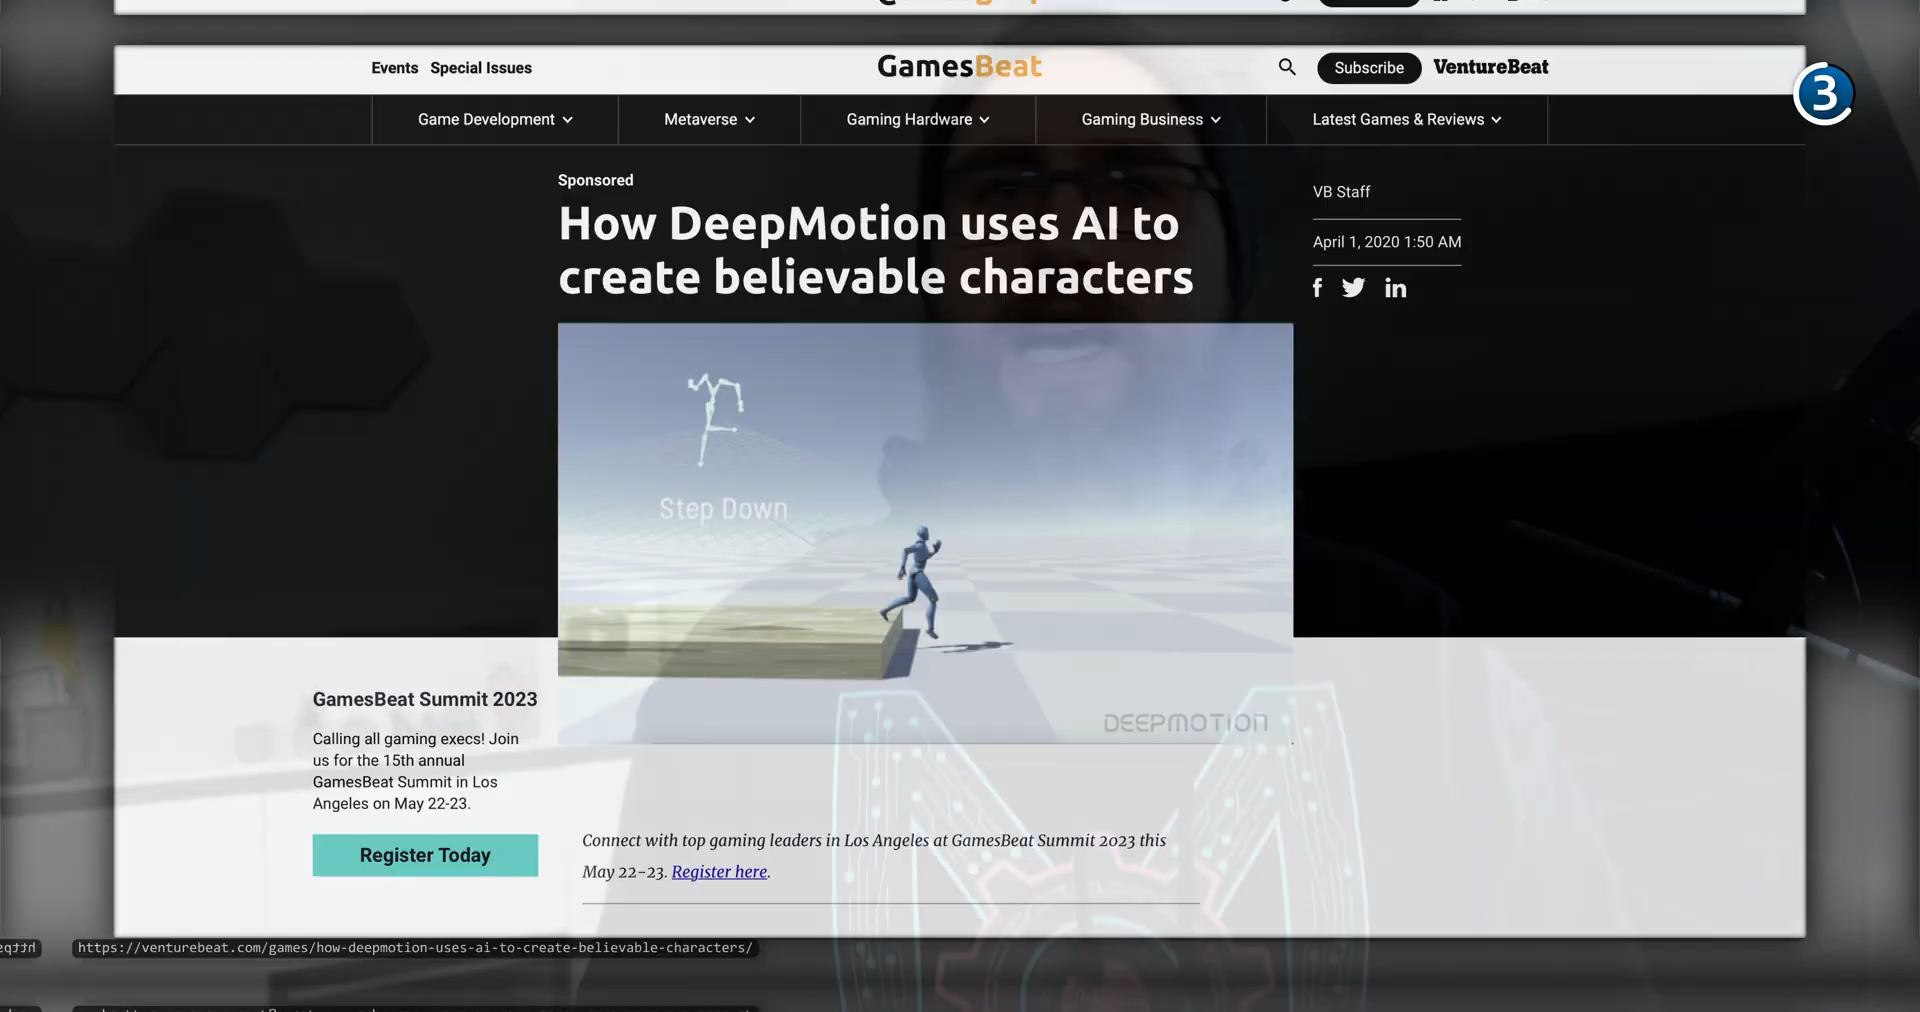 Events Special Issues
GamesBeat
Subscribe VentureBeat
3
Game Development Metaverse Gaming Hardware Gaming Business Latest Games & Reviews
Sponsored
How DeepMotion uses AI to
create believable characters
VB Staff
April 1, 2020 1:50 AM
Step Down
DEEPMOTION
GamesBeat Summit 2023
Calling all gaming execs! Join
us for the 15th annual
GamesBeat Summit in Los
Angeles on May 22-23.
Register Today
Connect with top gaming leaders in Los Angeles at GamesBeat Summit 2023 this
May 22-23. Register here.
https://venturebeat.com/games/how-deepmotion-uses-ai-to-create-believable-characters/